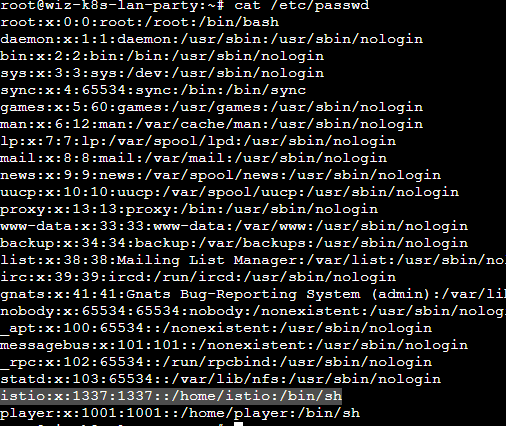 root@wiz-k8s-lan-party:~# cat /etc/passwd
root:x:0:0:root:/root:/bin/bash
daemon:x:1:1:daemon:/usr/sbin:/usr/sbin/nologin
bin:x:2:2:bin:/bin:/usr/sbin/nologin
sys:x:3:3:sys:/dev:/usr/sbin/nologin
sync:x:4:65534:sync:/bin:/bin/sync
games:x:5:60:games:/usr/games:/usr/sbin/nologin
man:x:6:12:man:/var/cache/man:/usr/sbin/nologin
lp:x:7:7:lp:/var/spool/lpd:/usr/sbin/nologin
mail:x:8:8:mail:/var/mail:/usr/sbin/nologin
news:x:9:9:news:/var/spool/news:/usr/sbin/nologin
uucp:x:10:10:uucp:/var/spool/uucp:/usr/sbin/nologin
proxy:x:13:13:proxy:/bin:/usr/sbin/nologin
www-data:x:33:33:www-data:/var/www:/usr/sbin/nologin
backup:x:34:34:backup:/var/backups:/usr/sbin/nologin
list:x:38:38:Mailing List Manager:/var/list:/usr/sbin/no
irc:x:39:39:ircd:/run/ircd:/usr/sbin/nologin
gnats:x:41:41:Gnats Bug-Reporting System (admin):/var/li
nobody:x:65534:65534:nobody:/nonexistent:/usr/sbin/nolog
_apt:x:100:65534::/nonexistent:/usr/sbin/nologin
messagebus:x:101:101::/nonexistent:/usr/sbin/nologin
_rpc:x:102:65534::/run/rpcbind:/usr/sbin/nologin
statd:x:103:65534::/var/lib/nfs:/usr/sbin/nologin
istio:x:1337:1337::/home/istio:/bin/sh
player:x:1001:1001::/home/player:/bin/sh